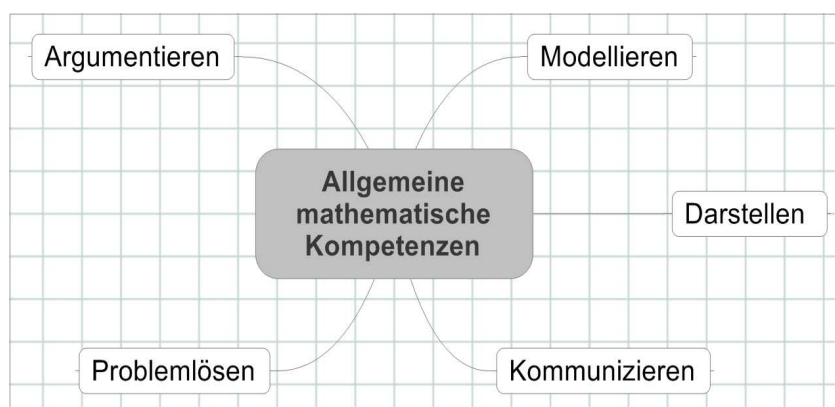 Argumentieren
Modellieren
Allgemeine
mathematische
Kompetenzen
Darstellen
Problemlösen
Kommunizieren